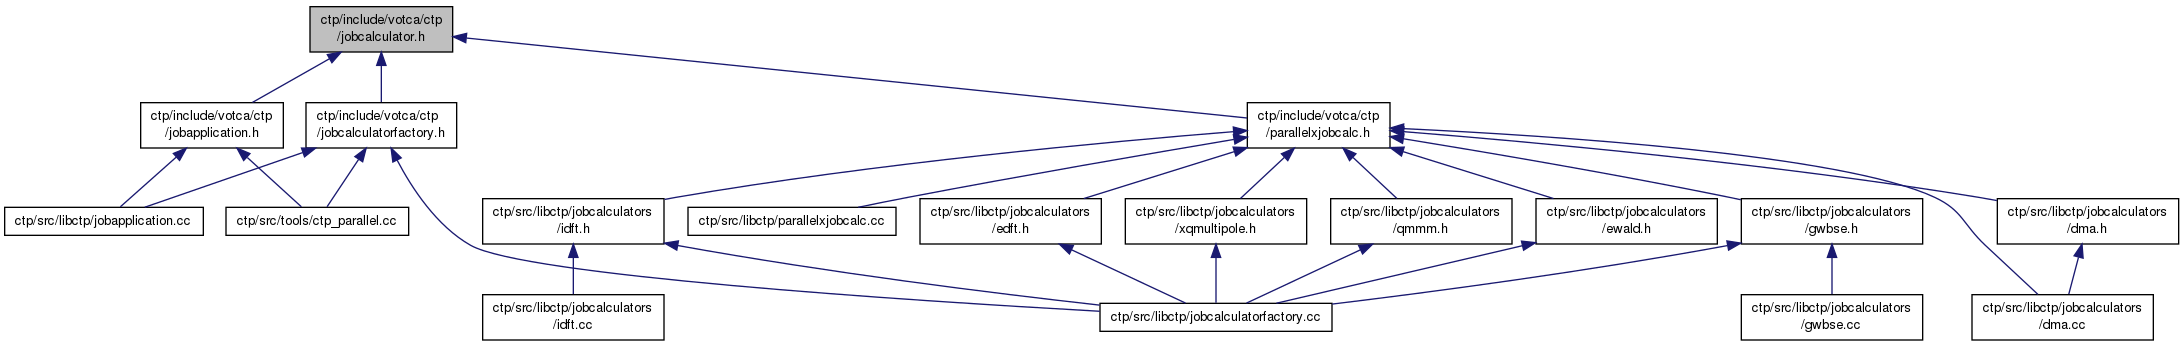 ctp/include/votca/ctp
/jobcalculator.h
ctp/include/votca/ctp
/jobapplication.h
ctp/include/votca/ctp
/jobcalculatorfactory.h
ctp/include/votca/ctp
/parallelxjobcalc.h
ctp/src/libctp/jobapplication.cc
ctp/src/tools/ctp_parallel.cc
ctp/src/libctp/jobcalculators
/idft.h
ctp/src/libctp/parallelxjobcalc.cc
ctp/src/libctp/jobcalculators
/edft.h
ctp/src/libctp/jobcalculators
/xqmultipole.h
ctp/src/libctp/jobcalculators
/qmmm.h
ctp/src/libctp/jobcalculators
/ewald.h
ctp/src/libctp/jobcalculators
/gwbse.h
ctp/src/libctp/jobcalculators
/dma.h
ctp/src/libctp/jobcalculators
/idft.cc
ctp/src/libctp/jobcalculatorfactory.cc
ctp/src/libctp/jobcalculators
/gwbse.cc
ctp/src/libctp/jobcalculators
/dma.cc